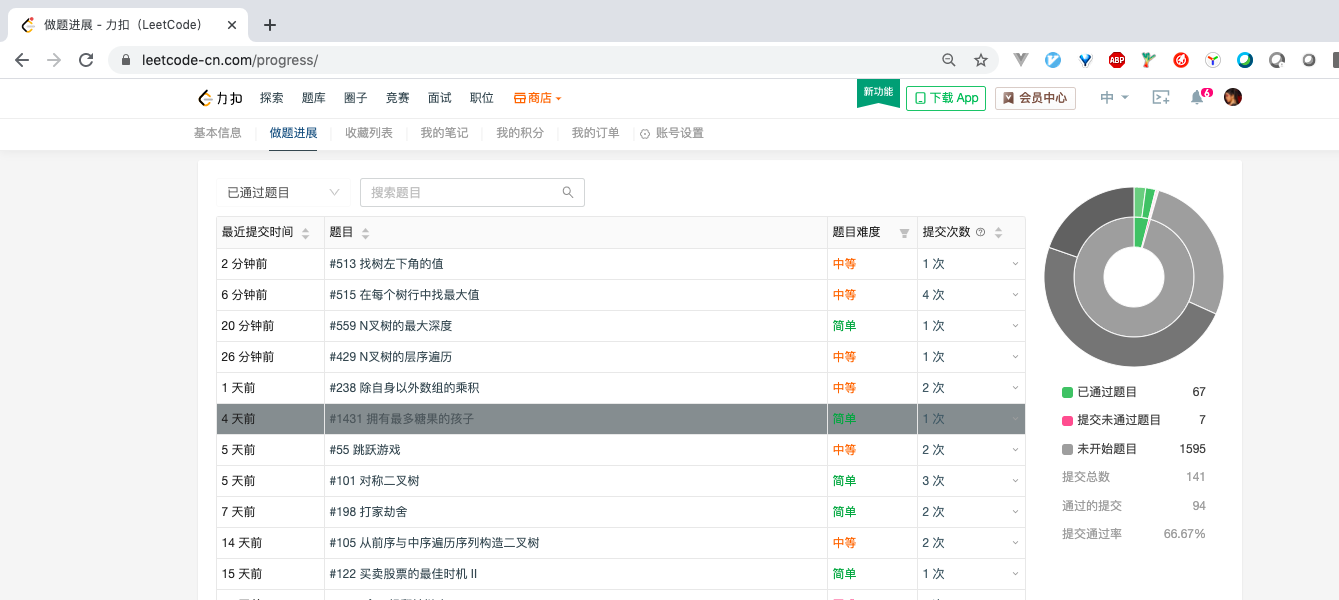 做题进展 - 力扣（LeetCode）
leetcode-cn.com/progress/
ABP
力扣 探索 题库 圈子 竞赛 面试 职位 商店 新功能 下载 App 会员中心 中 6
基本信息 做题进展 收藏列表 我的笔记 我的积分 我的订单 账号设置
已通过题目 搜索题目
最近提交时间 题目 题目难度 提交次数
2 分钟前 #513 找树左下角的值 中等 1 次
6 分钟前 #515 在每个树行中找最大值 中等 4 次
20 分钟前 #559 N叉树的最大深度 简单 1 次
26 分钟前 #429 N叉树的层序遍历 中等 1 次
1 天前 #238 除自身以外数组的乘积 中等 2 次
4 天前 #1431 拥有最多糖果的孩子 简单 1 次
5 天前 #55 跳跃游戏 中等 2 次
5 天前 #101 对称二叉树 简单 3 次
7 天前 #198 打家劫舍 简单 2 次
14 天前 #105 从前序与中序遍历序列构造二叉树 中等 2 次
15 天前 #122 买卖股票的最佳时机 II 简单 1 次
已通过题目 67
提交未通过题目 7
未开始题目 1595
提交总数 141
通过的提交 94
提交通过率 66.67%